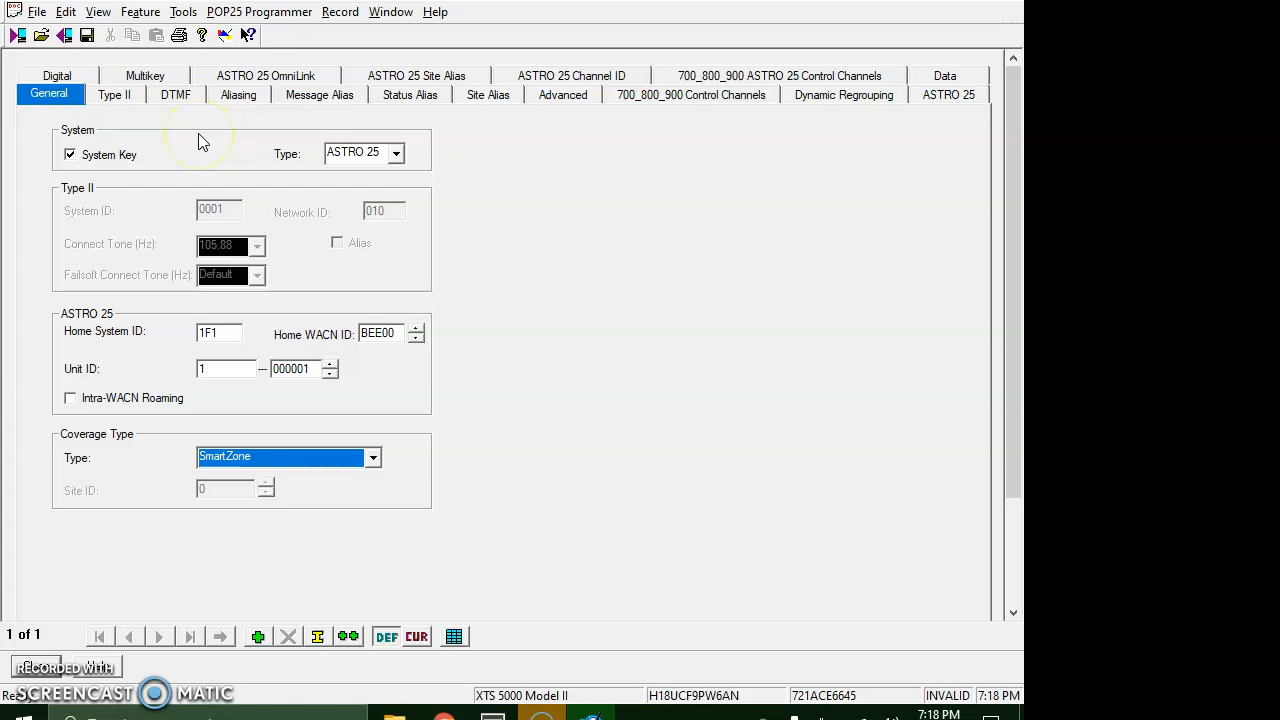 File Edit View Feature Tools POP25 Programmer Record Window Help
Digital Multikey ASTRO 25 OmniLink ASTRO 25 Site Alias ASTRO 25 Channel ID 700_800_900 ASTRO 25 Control Channels Data
General Type II DTMF Aliasing Message Alias Status Alias Site Alias Advanced 700_800_900 Control Channels Dynamic Regrouping ASTRO 25
System
System Key Type: ASTRO 25
Type II
System ID: 0001 Network ID: 010
Connect Tone (Hz): 105.88 Alias
Failsoft Connect Tone (Hz): Default
ASTRO 25
Home System ID: 1F1 Home WACN ID: BEE00
Unit ID: 1 --- 000001
Intra-WACN Roaming
Coverage Type
Type: SmartZone
Site ID: 0
1 of 1 DEF CUR
RECORDED WITH
SCREENCAST MATIC
XTS 5000 Model II H18UCF9PW6AN 721ACE6645 INVALID 7:18 PM
7:18 PM